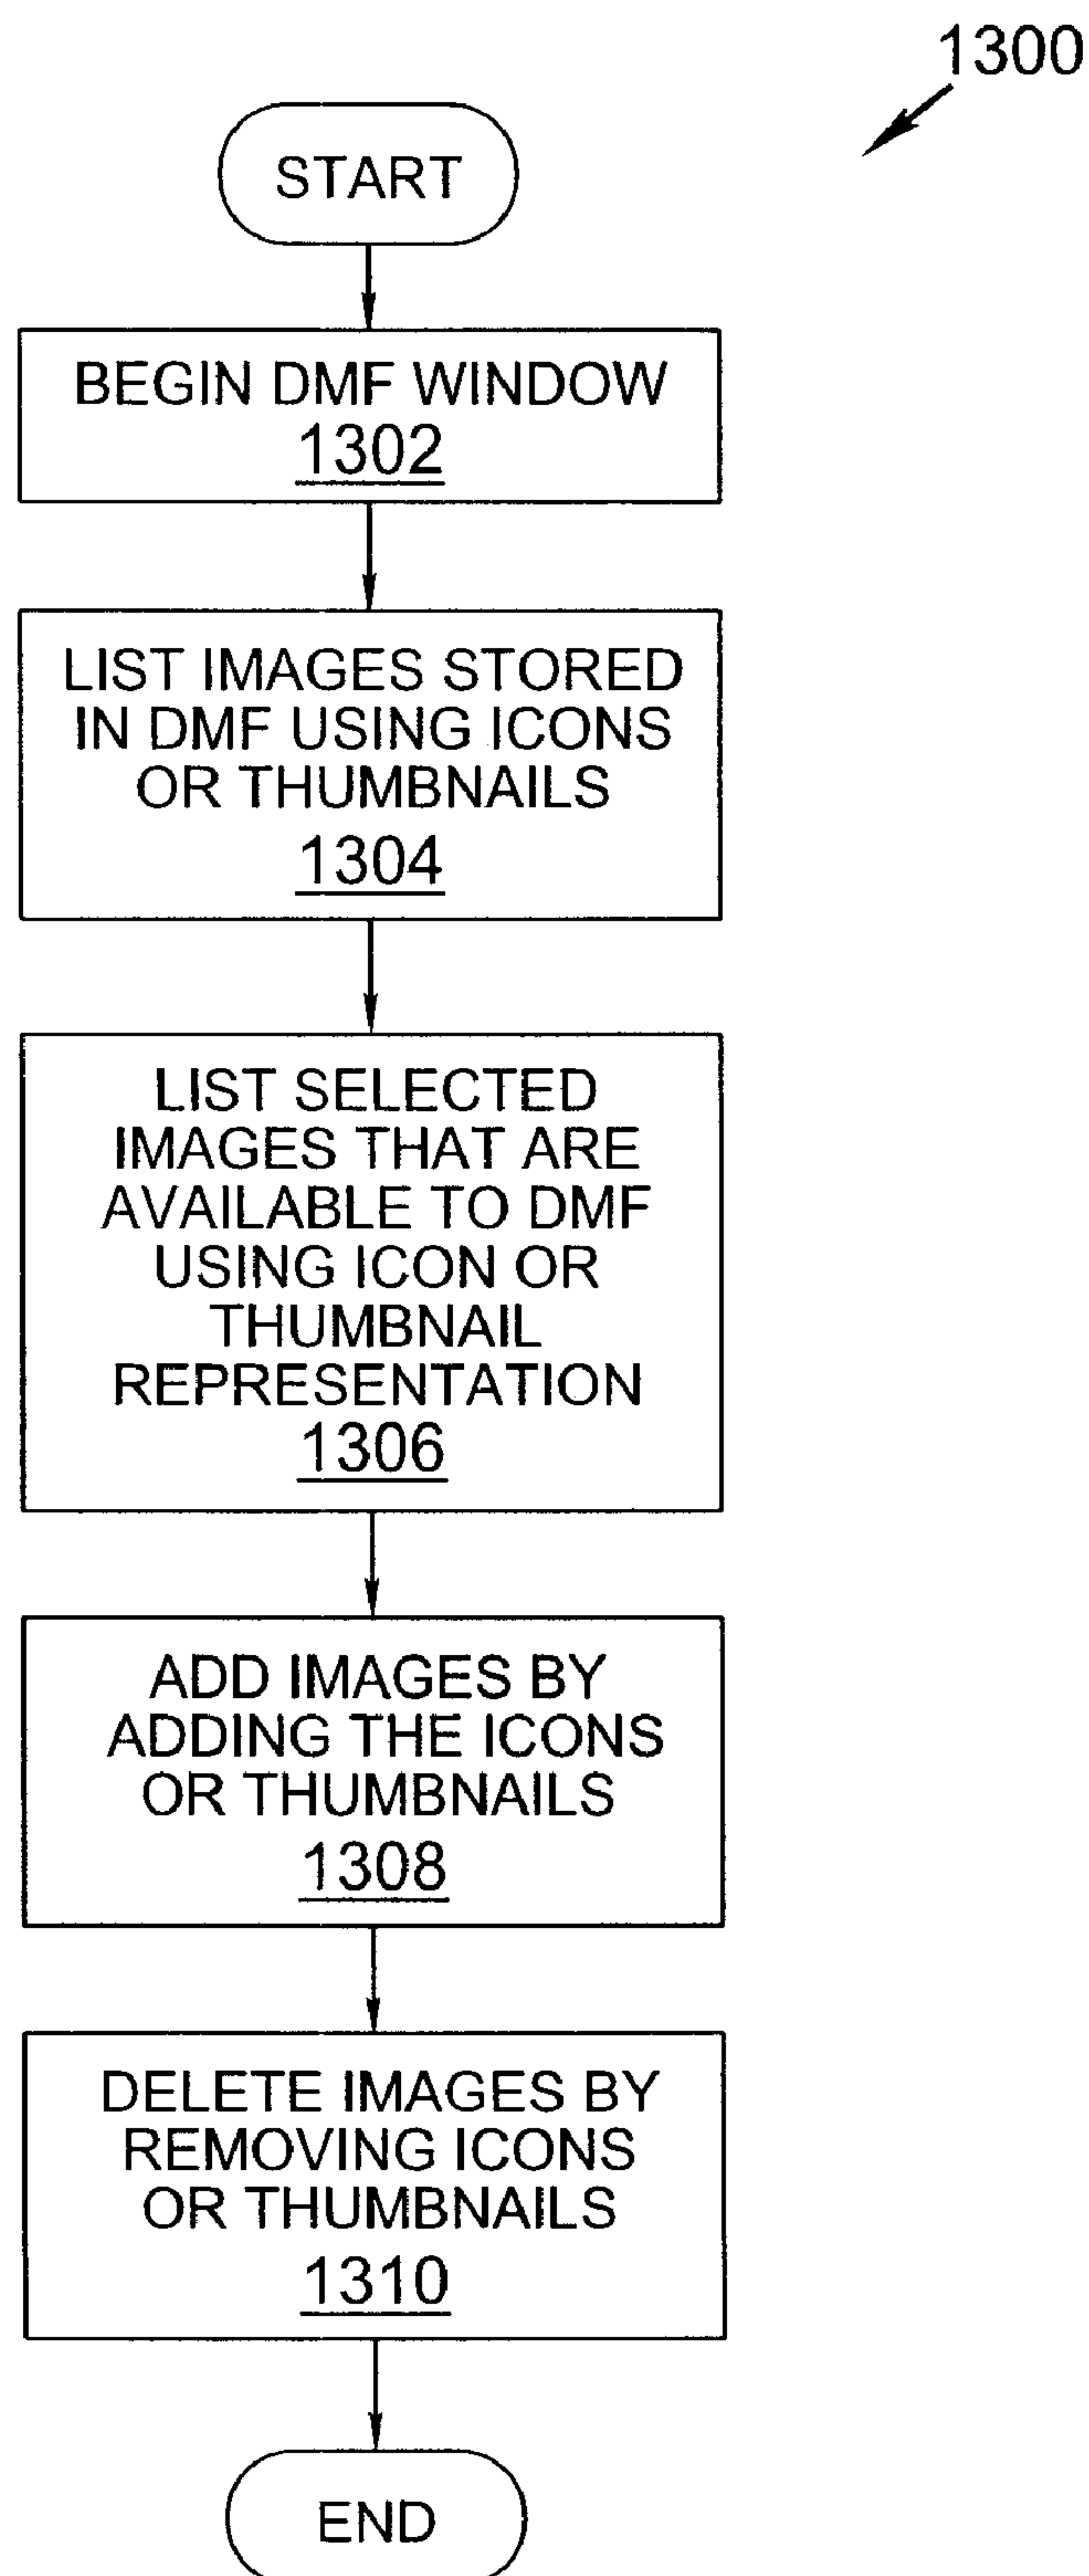 1300
START
BEGIN DMF WINDOW
1302
LIST IMAGES STORED
IN DMF USING ICONS
OR THUMBNAILS
1304
LIST SELECTED
IMAGES THAT ARE
AVAILABLE TO DMF
USING ICON OR
THUMBNAIL
REPRESENTATION
1306
ADD IMAGES BY
ADDING THE ICONS
OR THUMBNAILS
1308
DELETE IMAGES BY
REMOVING ICONS
OR THUMBNAILS
1310
END